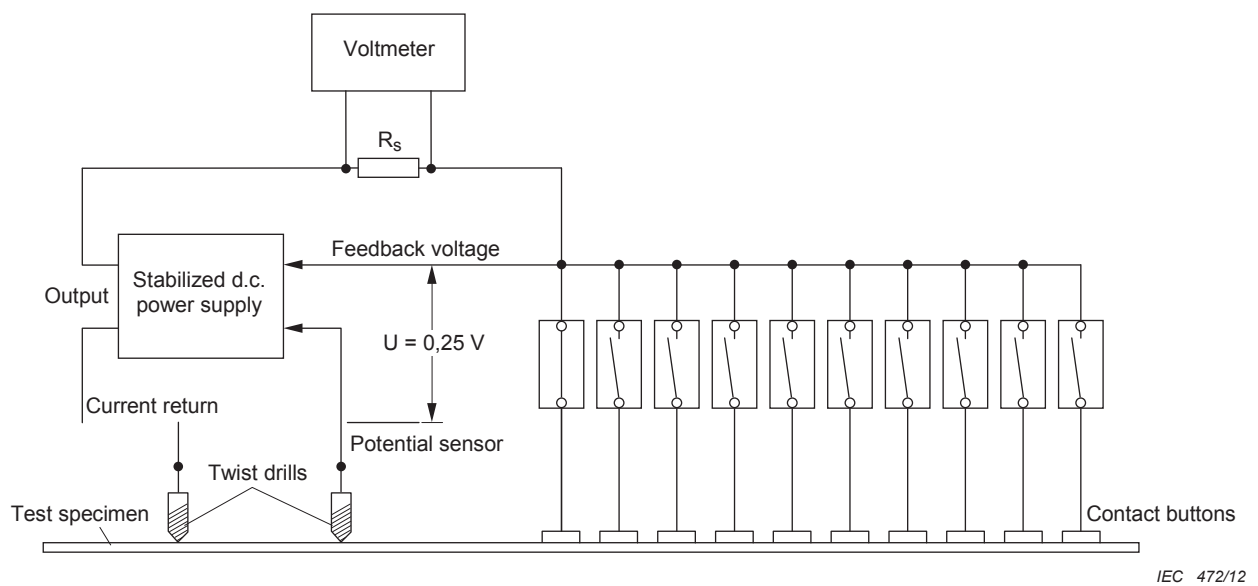 Voltmeter
Rs
Feedback voltage
Stabilized d.c.
power supply
Output
U = 0,25 V
Current return
Potential sensor
Twist drills
Test specimen
Contact buttons
IEC 472/12